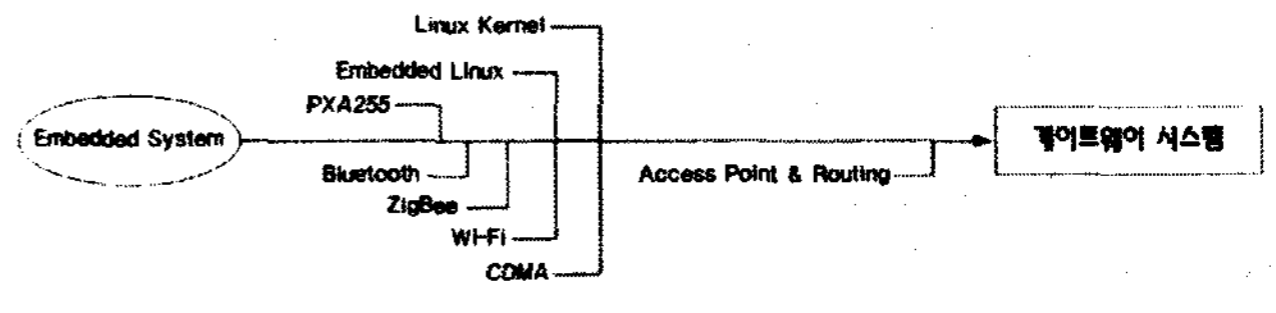 Linux Kernel
Embedded Linux
PXA255
Embedded System
게이트웨이 시스템
Bluetooth
Access Point & Routing
ZigBee
Wi-Fi
CDMA